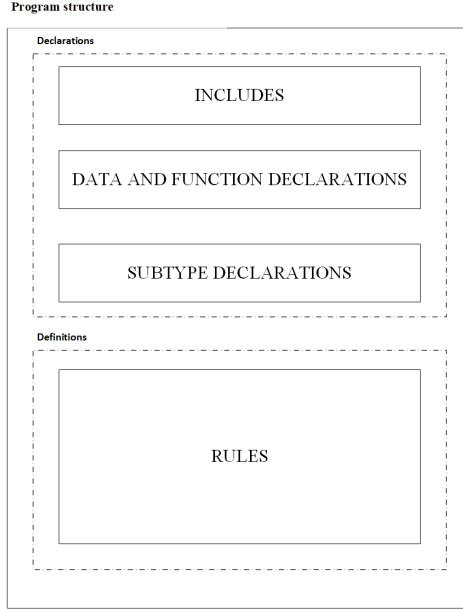 Program structure
Declarations
INCLUDES
DATA AND FUNCTION DECLARATIONS
SUBTYPE DECLARATIONS
Definitions
RULES